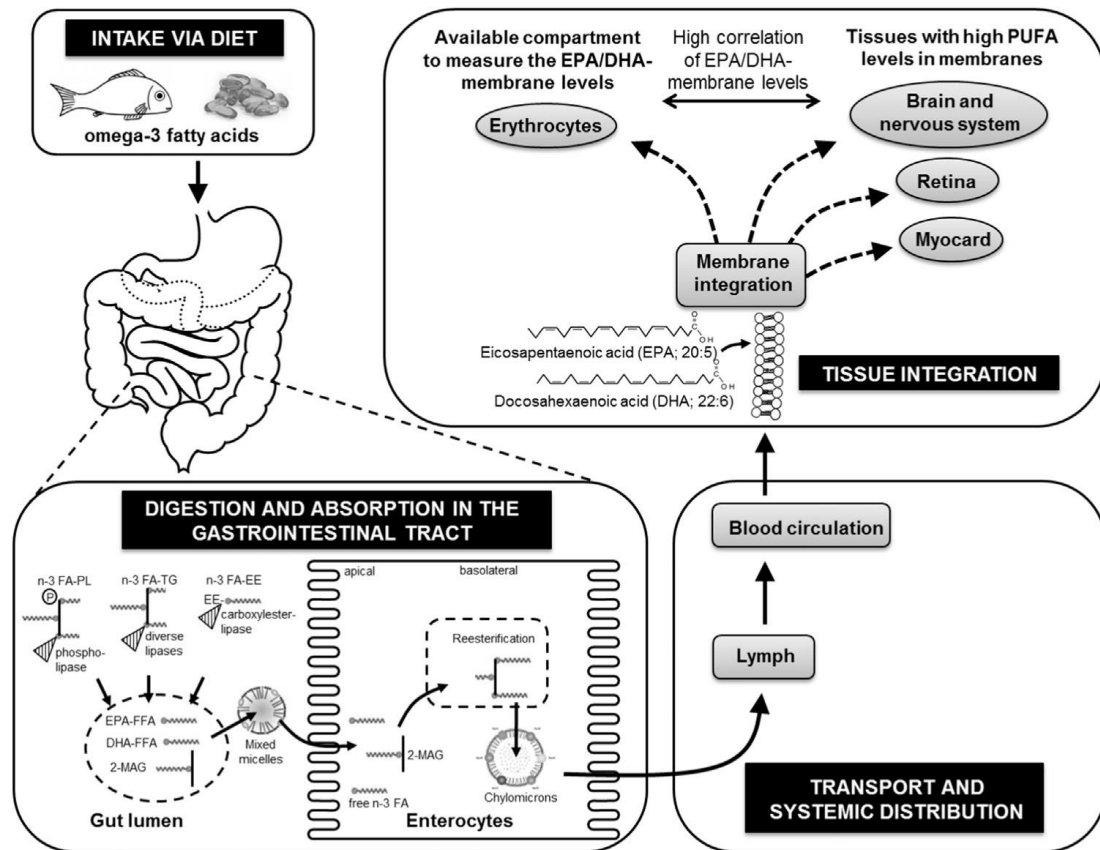 INTAKE VIA DIET
omega-3 fatty acids
Available compartment
to measure the EPA/DHA-
membrane levels
High correlation
of EPA/DHA-
membrane levels
Tissues with high PUFA
levels in membranes
Erythrocytes
Brain and
nervous system
Retina
Myocard
Membrane
integration
O
O H
Eicosapentaenoic acid (EPA; 20:5)
O
C
O H
Docosahexaenoic acid (DHA; 22:6)
TISSUE INTEGRATION
DIGESTION AND ABSORPTION IN THE
GASTROINTESTINAL TRACT
n-3 FA-PL
P
phospho-
lipase
n-3 FA-TG
diverse
lipases
n-3 FA-EE
EE-
carboxylester-
lipase
EPA-FFA
DHA-FFA
2-MAG
Gut lumen
Mixed
micelles
apical
basolateral
Reesterification
2-MAG
free n-3 FA
Chylomicrons
Enterocytes
Blood circulation
Lymph
TRANSPORT AND
SYSTEMIC DISTRIBUTION